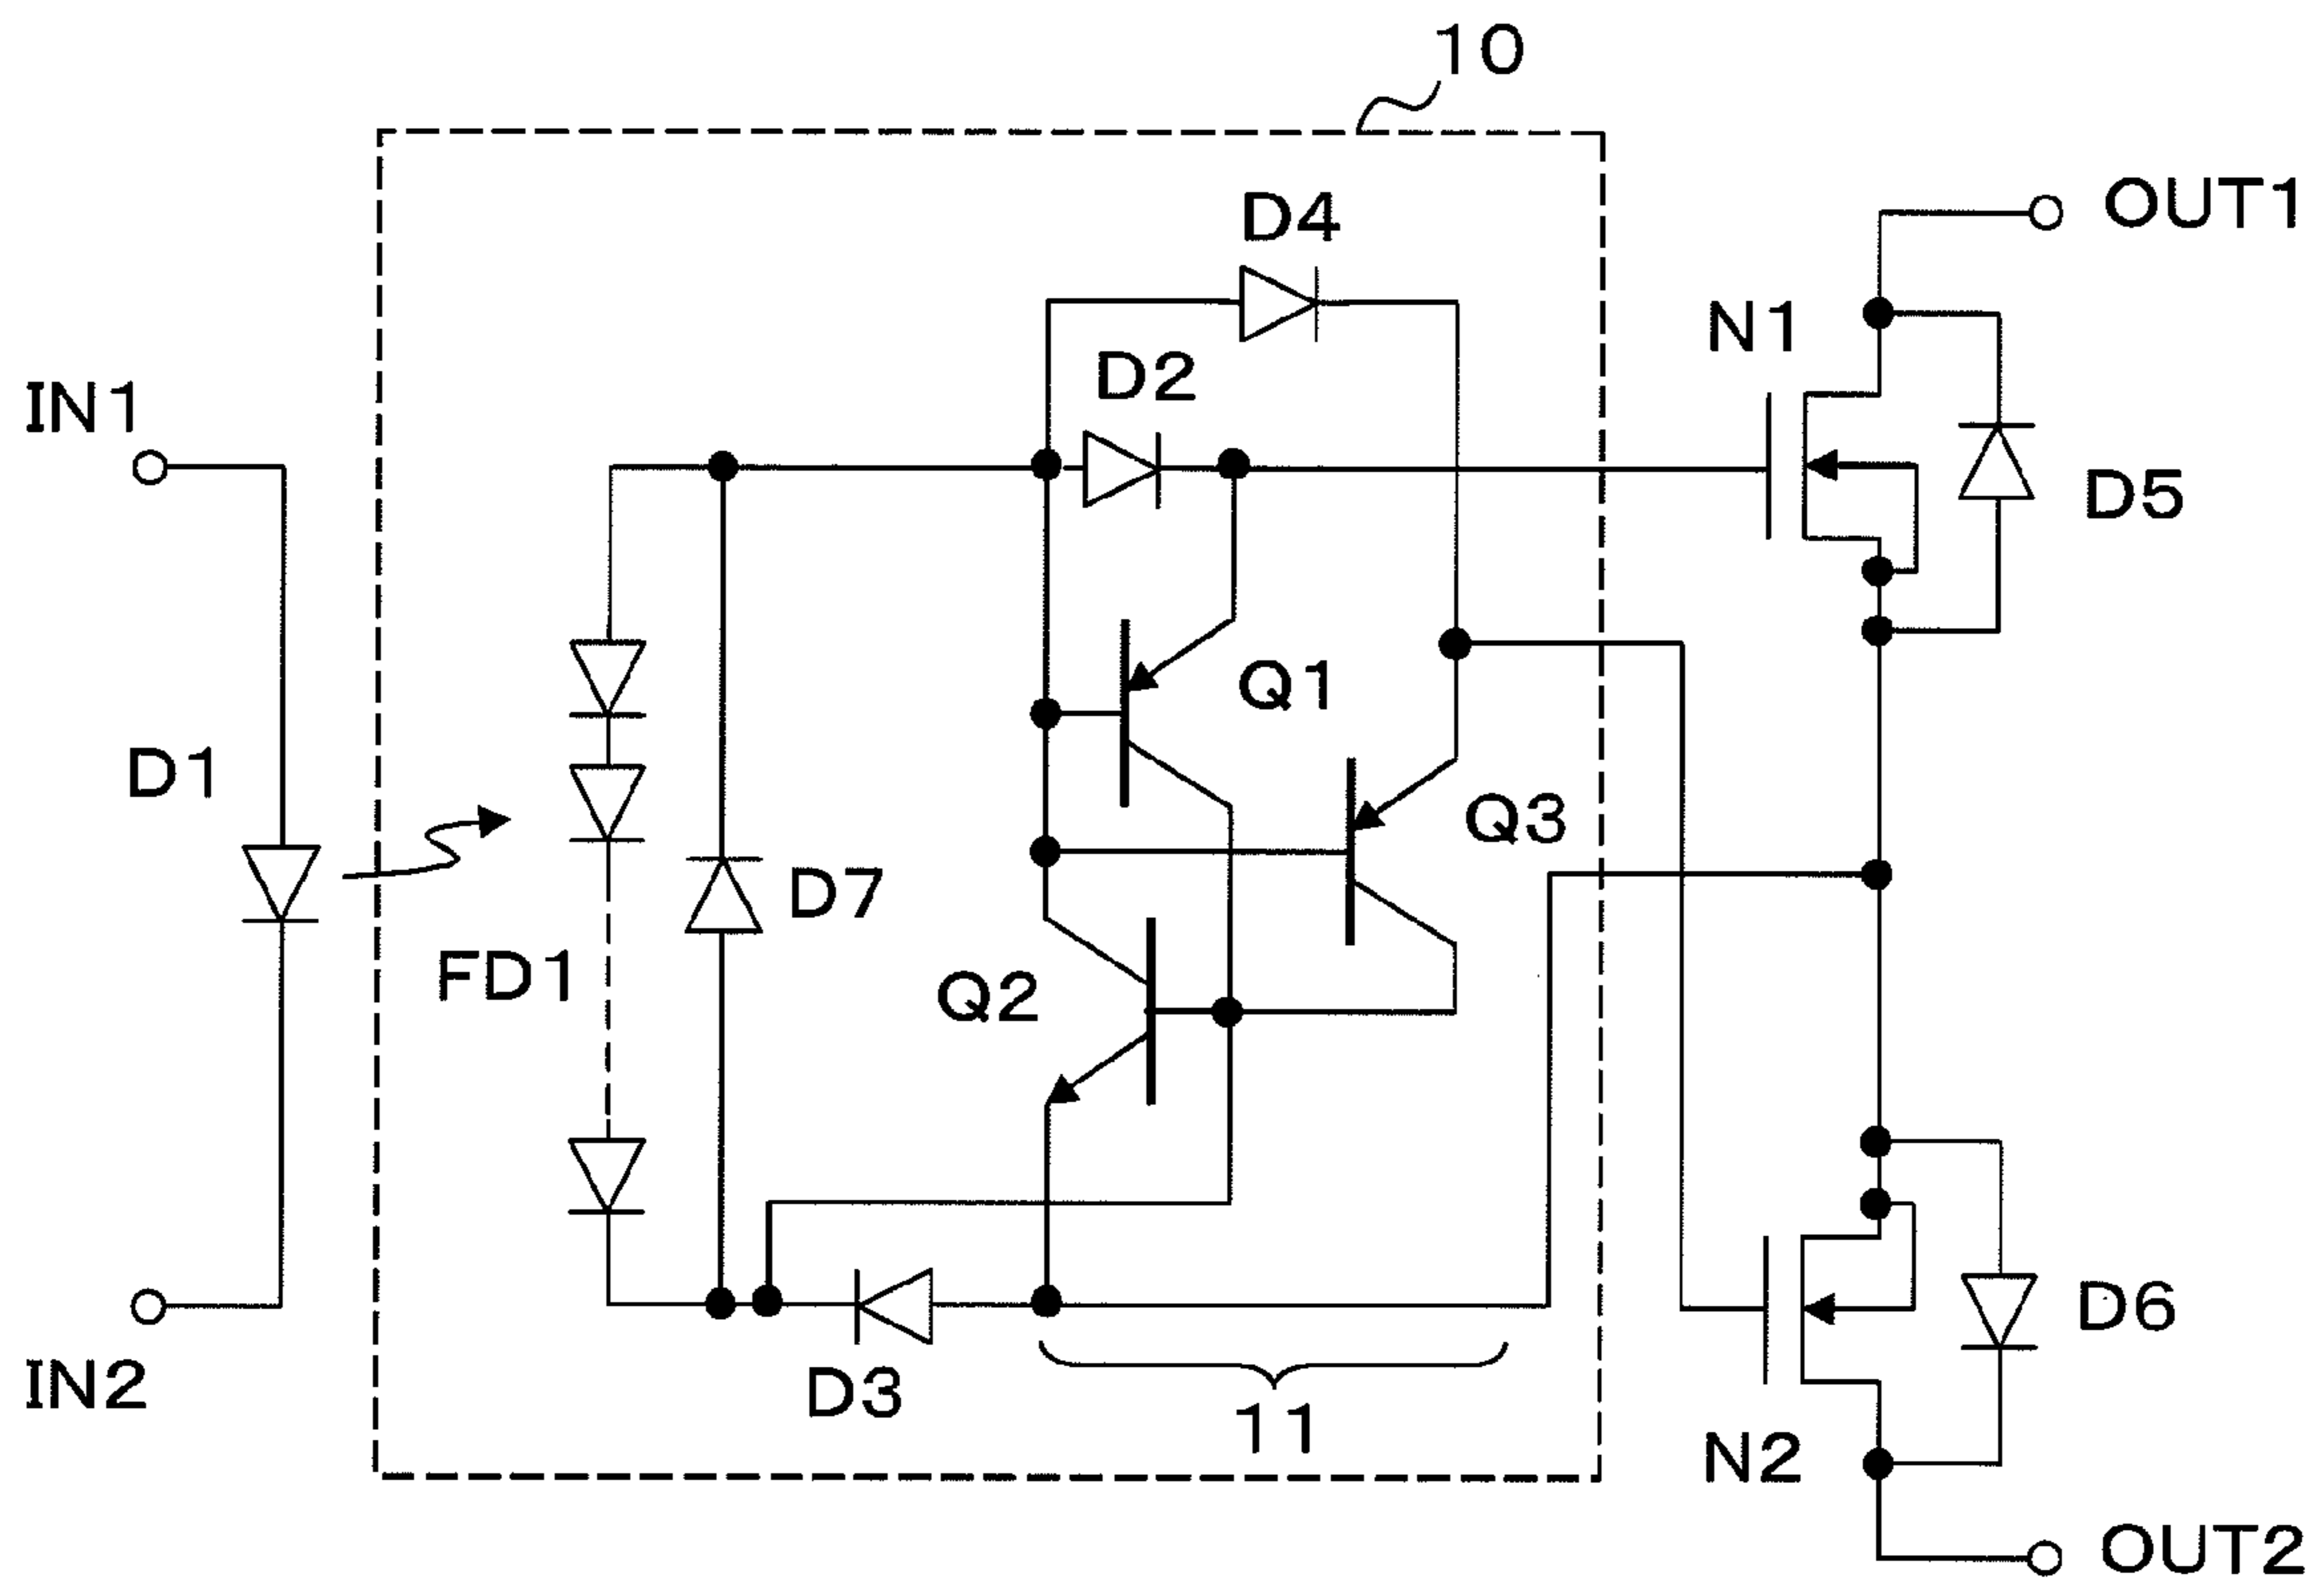 10
OUT1
D4
N1
D2
IN1
D5
Q1
D1
Q3
D7
FD1
Q2
D6
IN2
D3
11
N2
OUT2